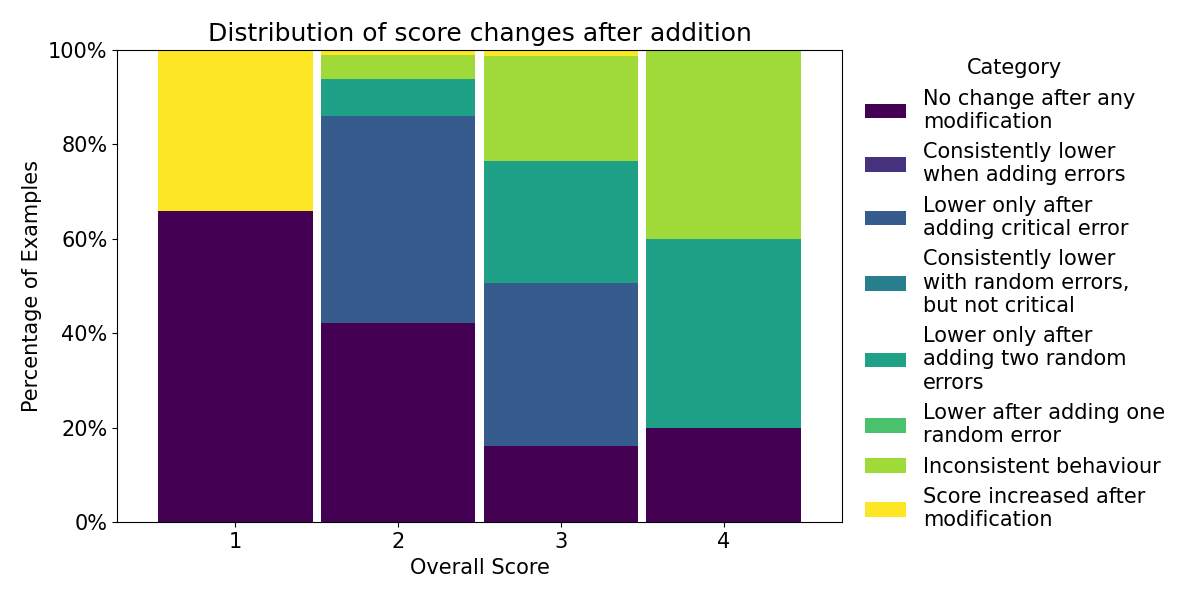 Distribution of score changes after addition
100%
80%
60%
40%
20%
0%
Percentage of Examples
1
2
3
4
Overall Score
Category
No change after any
modification
Consistently lower
when adding errors
Lower only after
adding critical error
Consistently lower
with random errors,
but not critical
Lower only after
adding two random
errors
Lower after adding one
random error
Inconsistent behaviour
Score increased after
modification